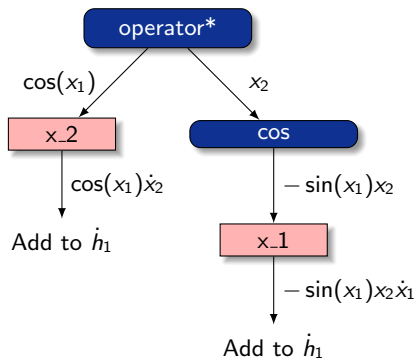 operator*
cos(x₁)
x₂
x_2
cos
cos(x₁)ẋ₂
− sin(x₁)x₂
Add to ḣ₁
x_1
− sin(x₁)x₂ẋ₁
Add to ḣ₁